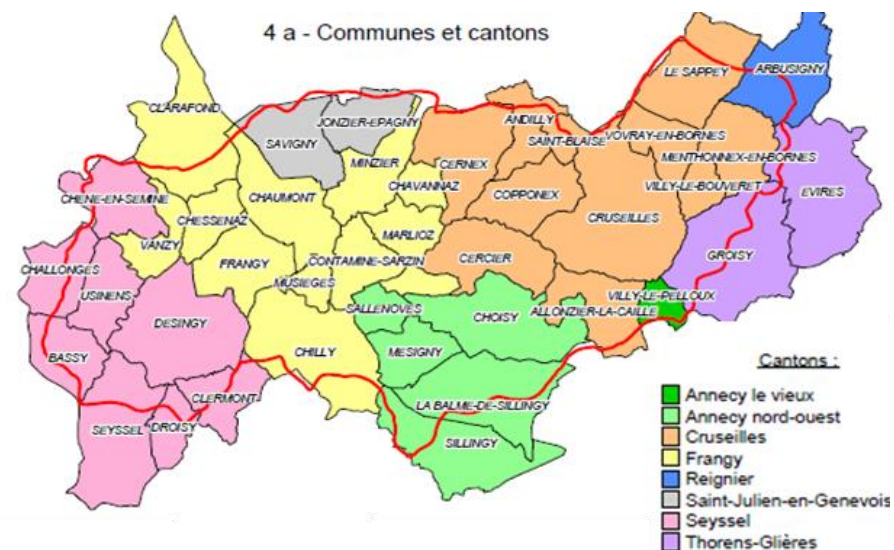 4 a - Communes et cantons
LE SAPPEY
ARBUSIGNY
CLARAFOND
JONZIER-EPAGNY
SAVIGNY
ANDILLY
SAINT-BLAISE
VOVRAY-EN-BORNES
MINZIER
CERNEX
MENTHONNEX-EN-BORNES
CHENE-EN-SEMINE
CHAUMONT
CHAVANNAZ
COPPONEX
VILLY-LE-BOUVERET
EVIRES
CHESSENAZ
CRUSEILLES
MARLIOZ
VANZY
FRANGY
CONTAMINE-SARZIN
CERCIER
GROISY
CHALLONGES
MUSIEGES
USINENS
SALLENOVES
VILLY-LE-PELLOUX
DESINGY
CHOISY
ALLONZIER-LA-CAILLE
CHILLY
MESIGNY
BASSY
CLERMONT
LA BALME-DE-SILLINGY
SEYSSEL
DROISY
SILLINGY
Cantons :
Annecy le vieux
Annecy nord-ouest
Cruseilles
Frangy
Reignier
Saint-Julien-en-Genevois
Seyssel
Thorens-Glières